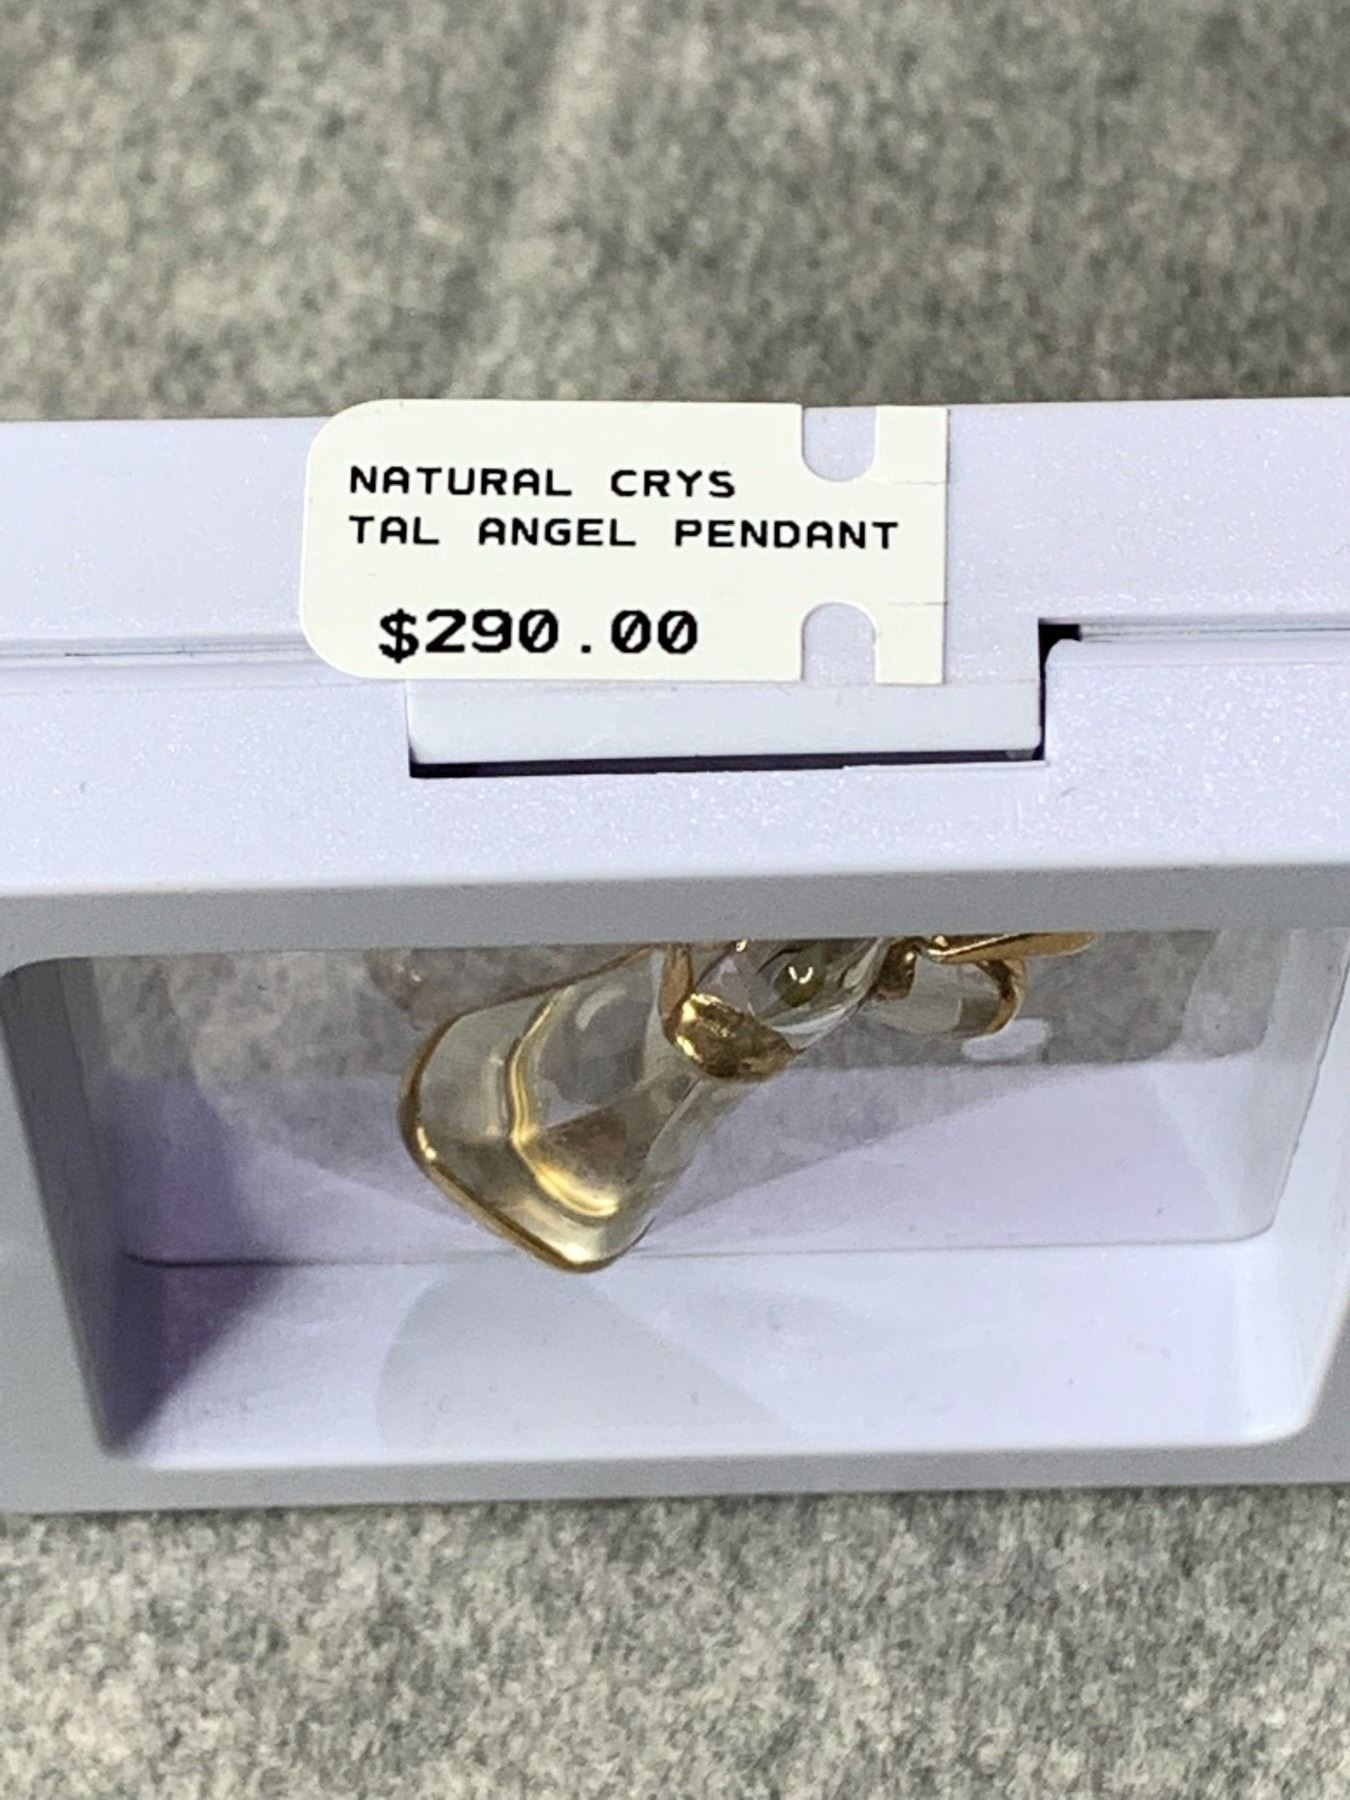 NATURAL CRYS
TAL ANGEL PENDANT
$290.00